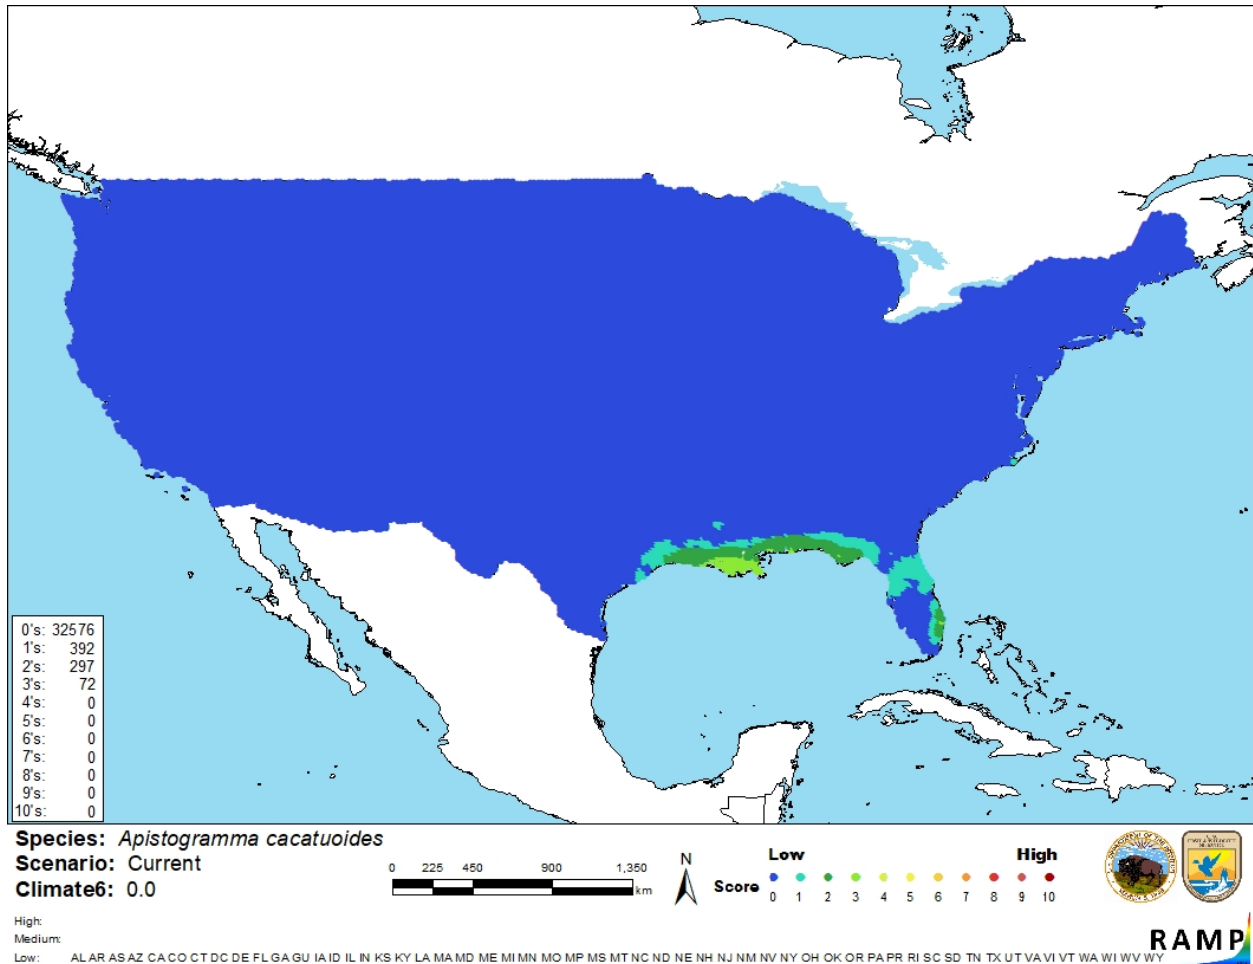 0's: 32576
1's: 392
2's: 297
3's: 72
4's: 0
5's: 0
6's: 0
7's: 0
8's: 0
9's: 0
10's: 0
Species: Apistogramma cacatuoides
Scenario: Current
Climate6: 0.0
0 225 450 900 1,350
km
N
Low High
Score
0 1 2 3 4 5 6 7 8 9 10
RAMP
High:
Medium:
Low: AL AR AS AZ CA CO CT DC DE FL GA GU IA ID IL IN KS KY LA MA MD ME MI MN MO MP MS MT NC ND NE NH NJ NM NV NY OH OK OR PA PR RI SC SD TN TX UT VA VI VT WA WI WV WY